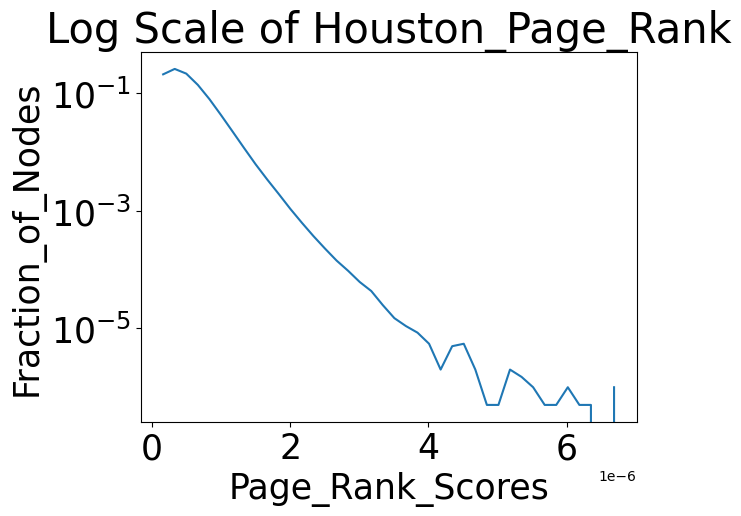 Log Scale of Houston_Page_Rank
Fraction_of_Nodes
10⁻¹
10⁻³
10⁻⁵
0 2 4 6
1e-6
Page_Rank_Scores